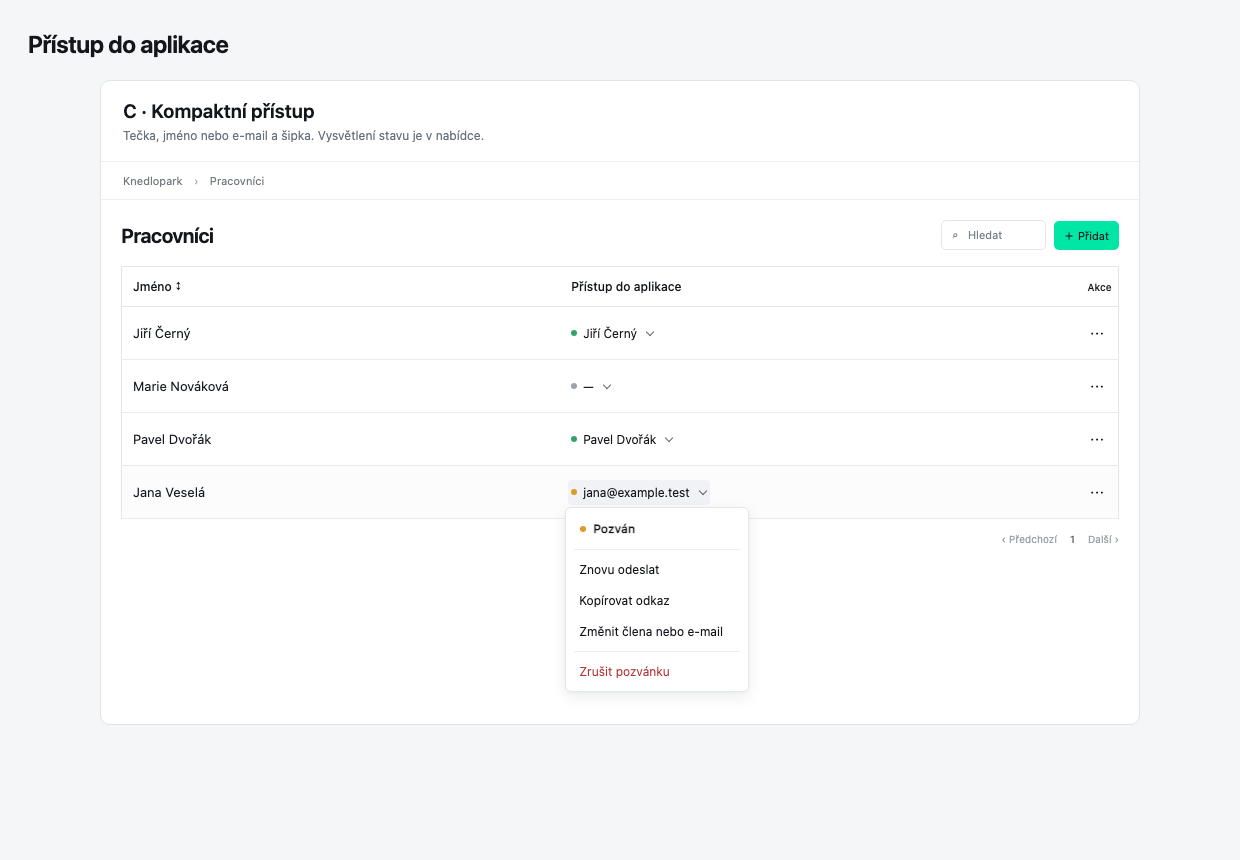 Přístup do aplikace
C · Kompaktní přístup
Tečka, jméno nebo e-mail a šipka. Vysvětlení stavu je v nabídce.
Knedlopark › Pracovníci
Pracovníci
Hledat
+ Přidat
Jméno ↕ Přístup do aplikace Akce
Jiří Černý Jiří Černý ···
Marie Nováková — ···
Pavel Dvořák Pavel Dvořák ···
Jana Veselá jana@example.test ···
Pozván
Znovu odeslat
Kopírovat odkaz
Změnit člena nebo e-mail
Zrušit pozvánku
‹ Předchozí 1 Další ›